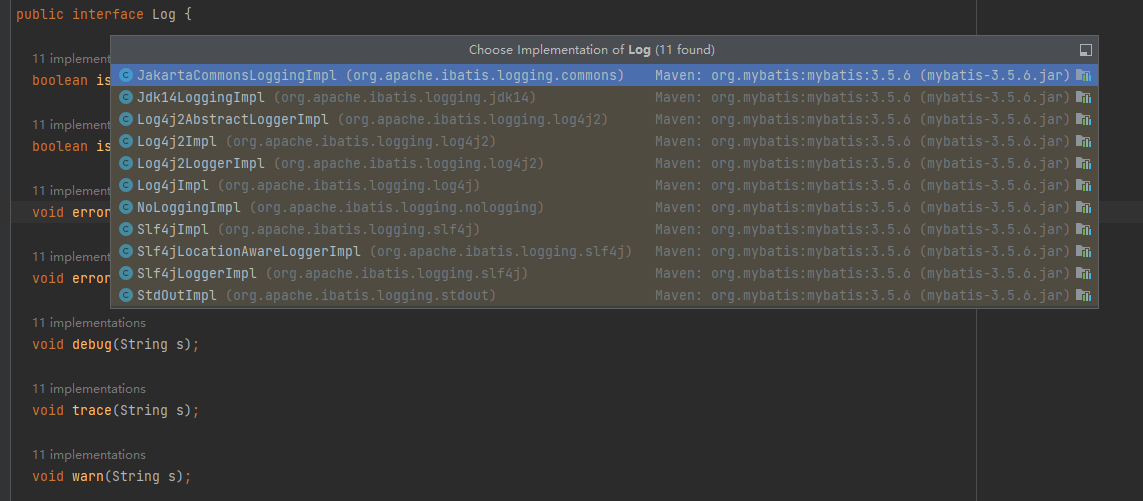 public interface Log {
Choose Implementation of Log (11 found)
11 implement
JakartaCommonsLoggingImpl (org.apache.ibatis.logging.commons) Maven: org.mybatis:mybatis:3.5.6 (mybatis-3.5.6.jar)
boolean is
Jdk14LoggingImpl (org.apache.ibatis.logging.jdk14) Maven: org.mybatis:mybatis:3.5.6 (mybatis-3.5.6.jar)
Log4j2AbstractLoggerImpl (org.apache.ibatis.logging.log4j2) Maven: org.mybatis:mybatis:3.5.6 (mybatis-3.5.6.jar)
11 implement
Log4j2Impl (org.apache.ibatis.logging.log4j2) Maven: org.mybatis:mybatis:3.5.6 (mybatis-3.5.6.jar)
boolean is
Log4j2LoggerImpl (org.apache.ibatis.logging.log4j2) Maven: org.mybatis:mybatis:3.5.6 (mybatis-3.5.6.jar)
Log4jImpl (org.apache.ibatis.logging.log4j) Maven: org.mybatis:mybatis:3.5.6 (mybatis-3.5.6.jar)
11 implement
NoLoggingImpl (org.apache.ibatis.logging.nologging) Maven: org.mybatis:mybatis:3.5.6 (mybatis-3.5.6.jar)
void error
Slf4jImpl (org.apache.ibatis.logging.slf4j) Maven: org.mybatis:mybatis:3.5.6 (mybatis-3.5.6.jar)
Slf4jLocationAwareLoggerImpl (org.apache.ibatis.logging.slf4j) Maven: org.mybatis:mybatis:3.5.6 (mybatis-3.5.6.jar)
11 implement
Slf4jLoggerImpl (org.apache.ibatis.logging.slf4j) Maven: org.mybatis:mybatis:3.5.6 (mybatis-3.5.6.jar)
void error
StdOutImpl (org.apache.ibatis.logging.stdout) Maven: org.mybatis:mybatis:3.5.6 (mybatis-3.5.6.jar)
11 implementations
void debug(String s);
11 implementations
void trace(String s);
11 implementations
void warn(String s);